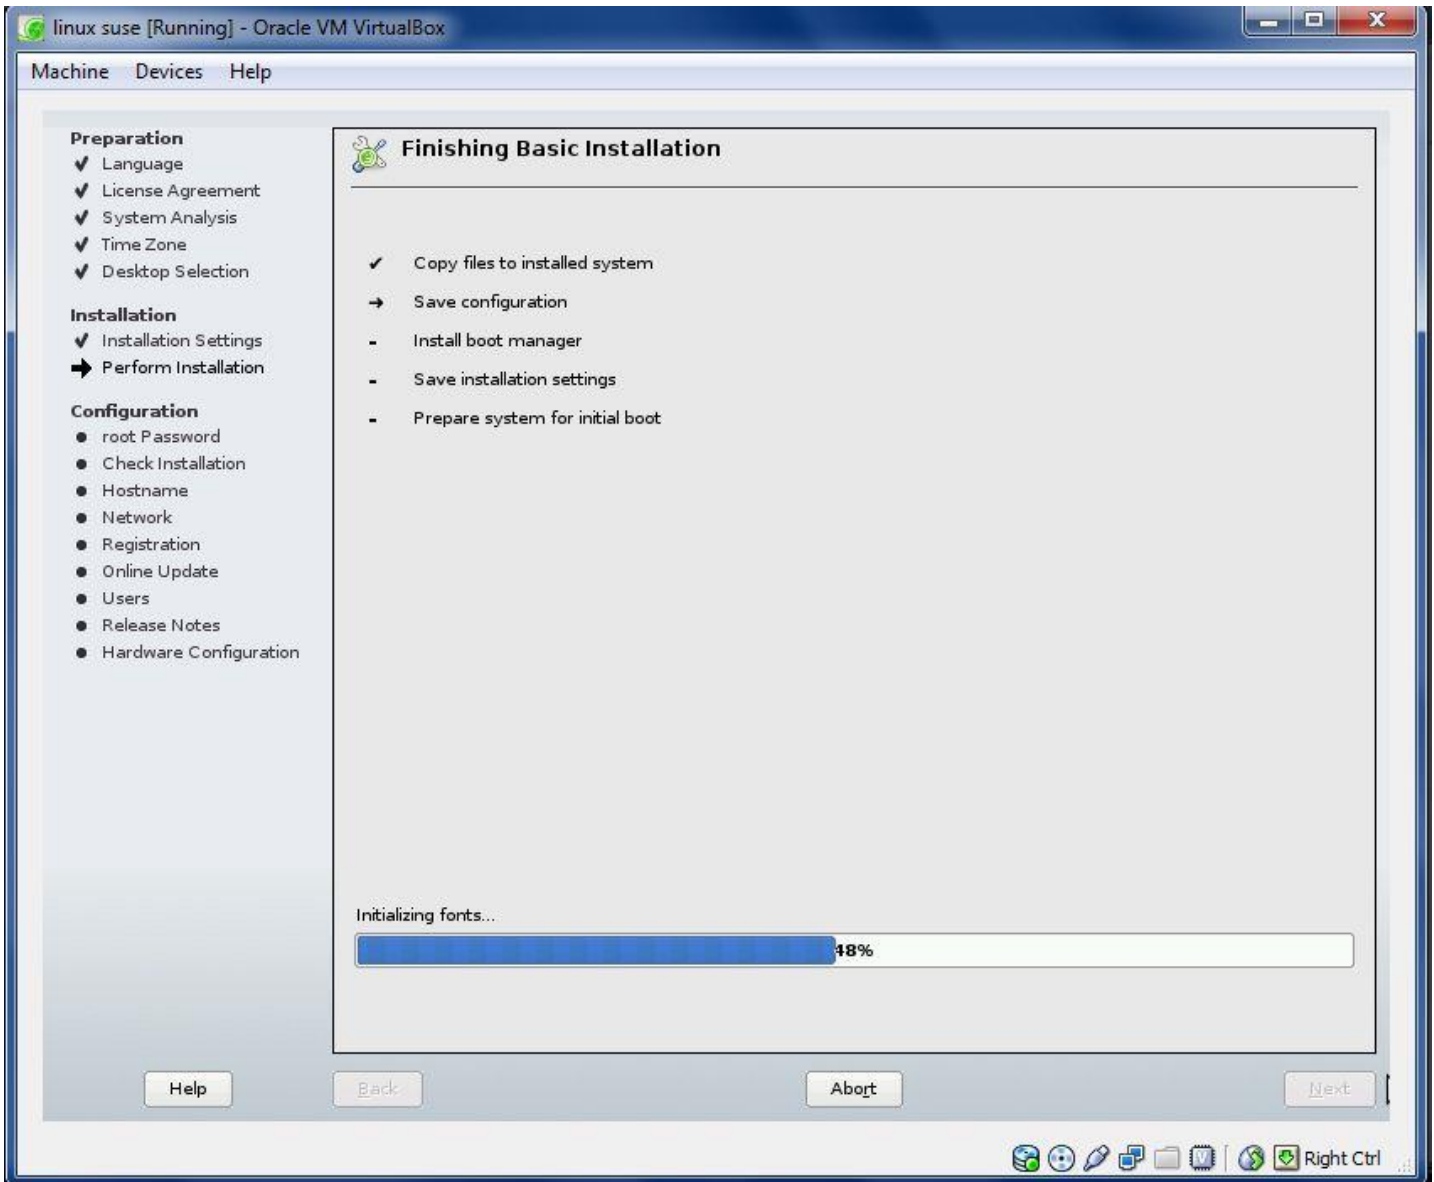 linux suse [Running] - Oracle VM VirtualBox
Machine Devices Help
Preparation
Language
License Agreement
System Analysis
Time Zone
Desktop Selection
Installation
Installation Settings
Perform Installation
Configuration
root Password
Check Installation
Hostname
Network
Registration
Online Update
Users
Release Notes
Hardware Configuration
Finishing Basic Installation
Copy files to installed system
Save configuration
Install boot manager
Save installation settings
Prepare system for initial boot
Initializing fonts...
48%
Help Back Abort Next
Right Ctrl